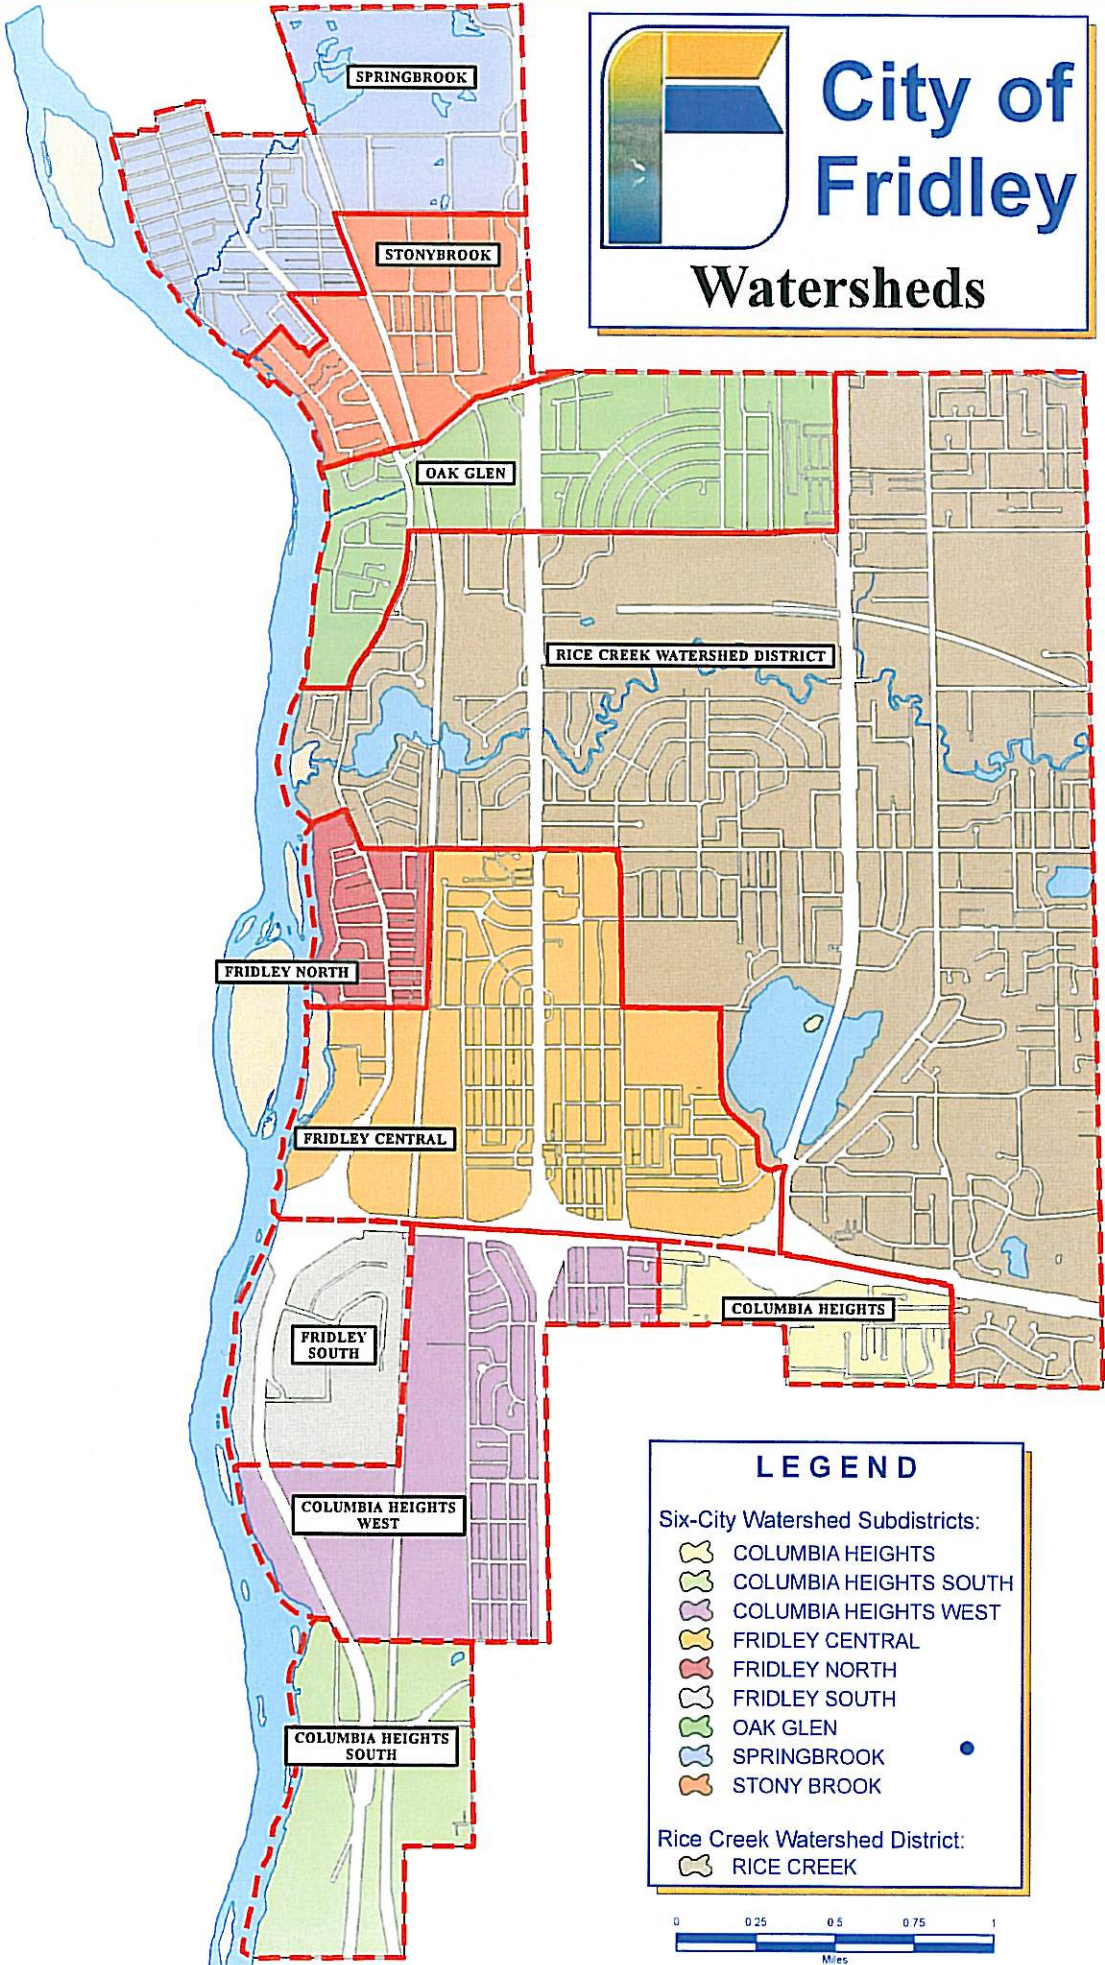 City of
Fridley
Watersheds
SPRINGBROOK
STONYBROOK
OAK GLEN
RICE CREEK WATERSHED DISTRICT
FRIDLEY NORTH
FRIDLEY CENTRAL
COLUMBIA HEIGHTS
FRIDLEY
SOUTH
COLUMBIA HEIGHTS
WEST
COLUMBIA HEIGHTS
SOUTH
LEGEND
Six-City Watershed Subdistricts:
COLUMBIA HEIGHTS
COLUMBIA HEIGHTS SOUTH
COLUMBIA HEIGHTS WEST
FRIDLEY CENTRAL
FRIDLEY NORTH
FRIDLEY SOUTH
OAK GLEN
SPRINGBROOK
STONY BROOK
Rice Creek Watershed District:
RICE CREEK
0 0.25 0.5 0.75 1
Miles